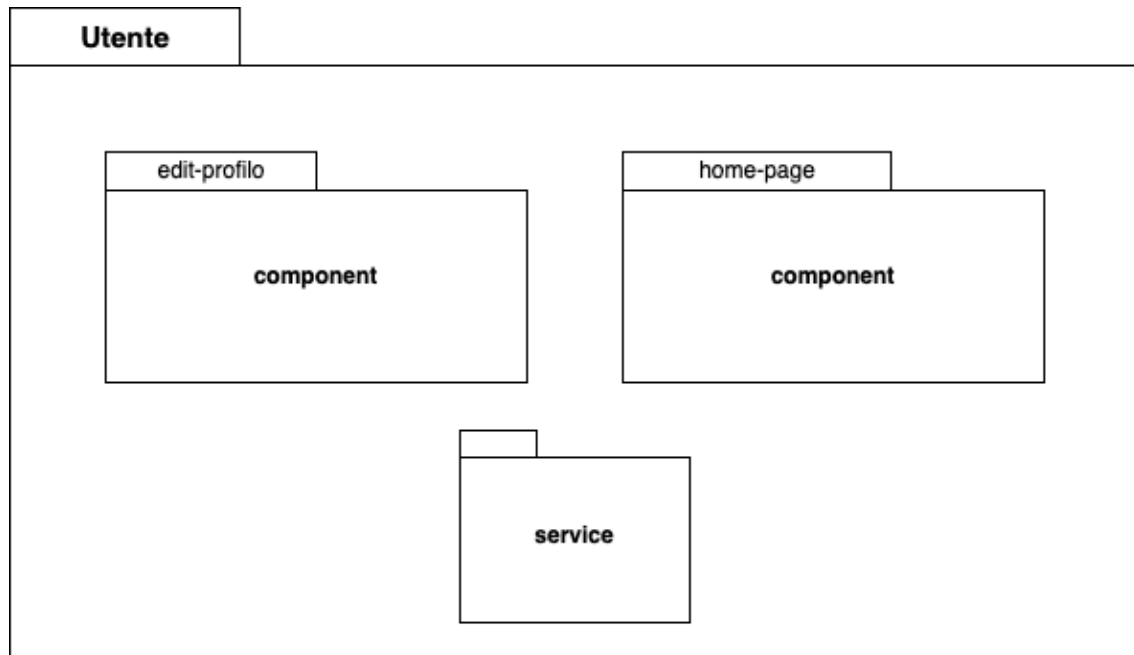 Utente
edit-profilo
home-page
component
component
service